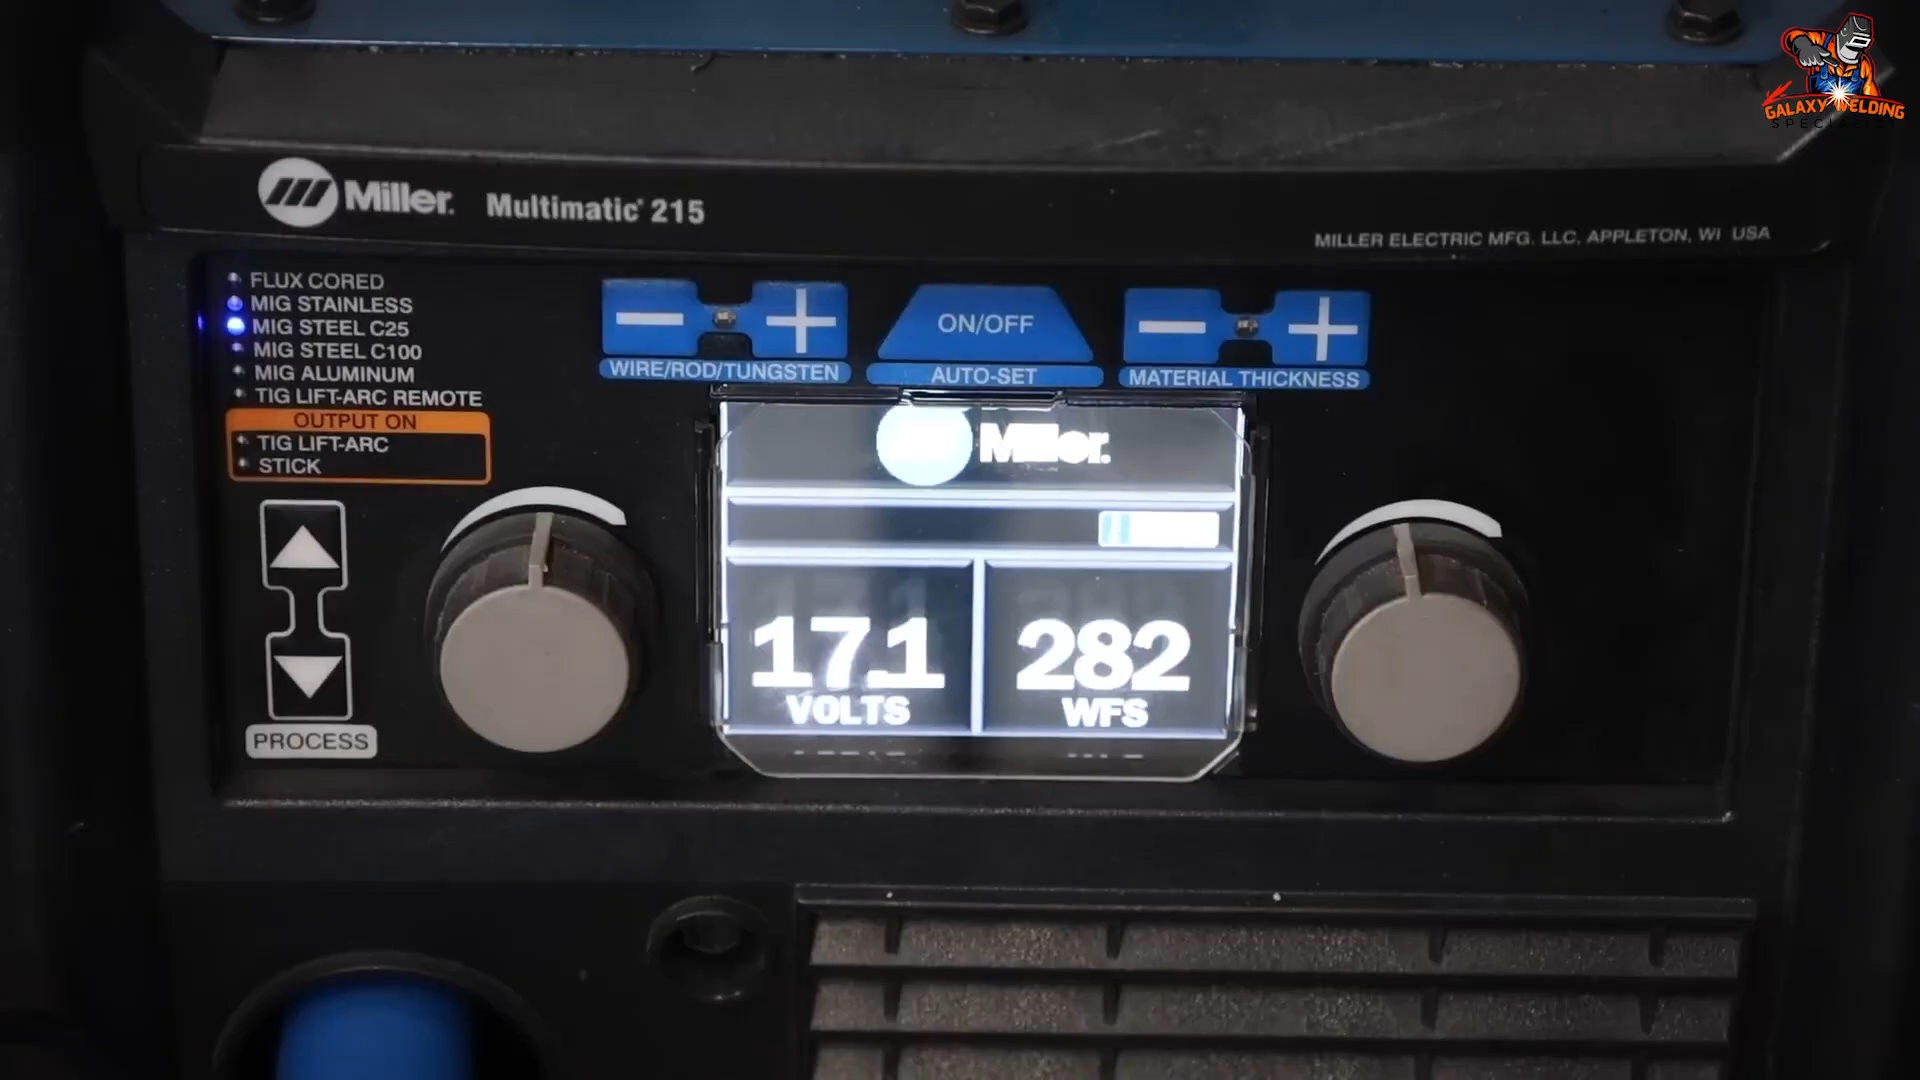 GALAXY WELDING
Miller. Multimatic® 215
MILLER ELECTRIC MFG. LLC, APPLETON, WI USA
FLUX CORED
MIG STAINLESS
MIG STEEL C25
MIG STEEL C100
MIG ALUMINUM
TIG LIFT-ARC REMOTE
OUTPUT ON
TIG LIFT-ARC
STICK
PROCESS
WIRE/ROD/TUNGSTEN
ON/OFF
AUTO-SET
MATERIAL THICKNESS
Miller.
17.1
VOLTS
282
WFS